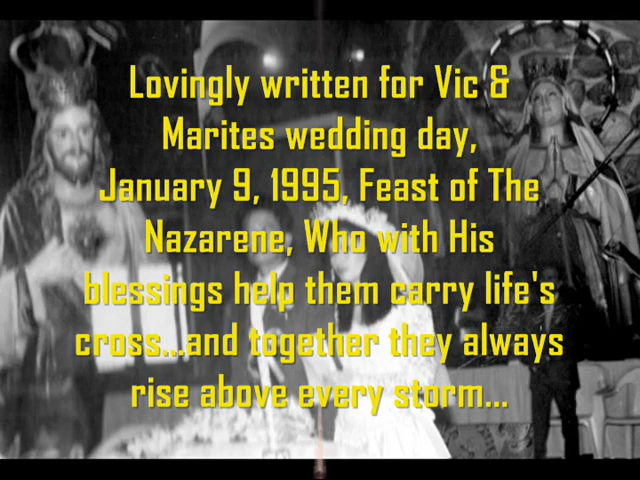 Lovingly written for Vic &
Marites wedding day,
January 9, 1995, Feast of The
Nazarene, Who with His
blessings help them carry life's
cross...and together they always
rise above every storm...